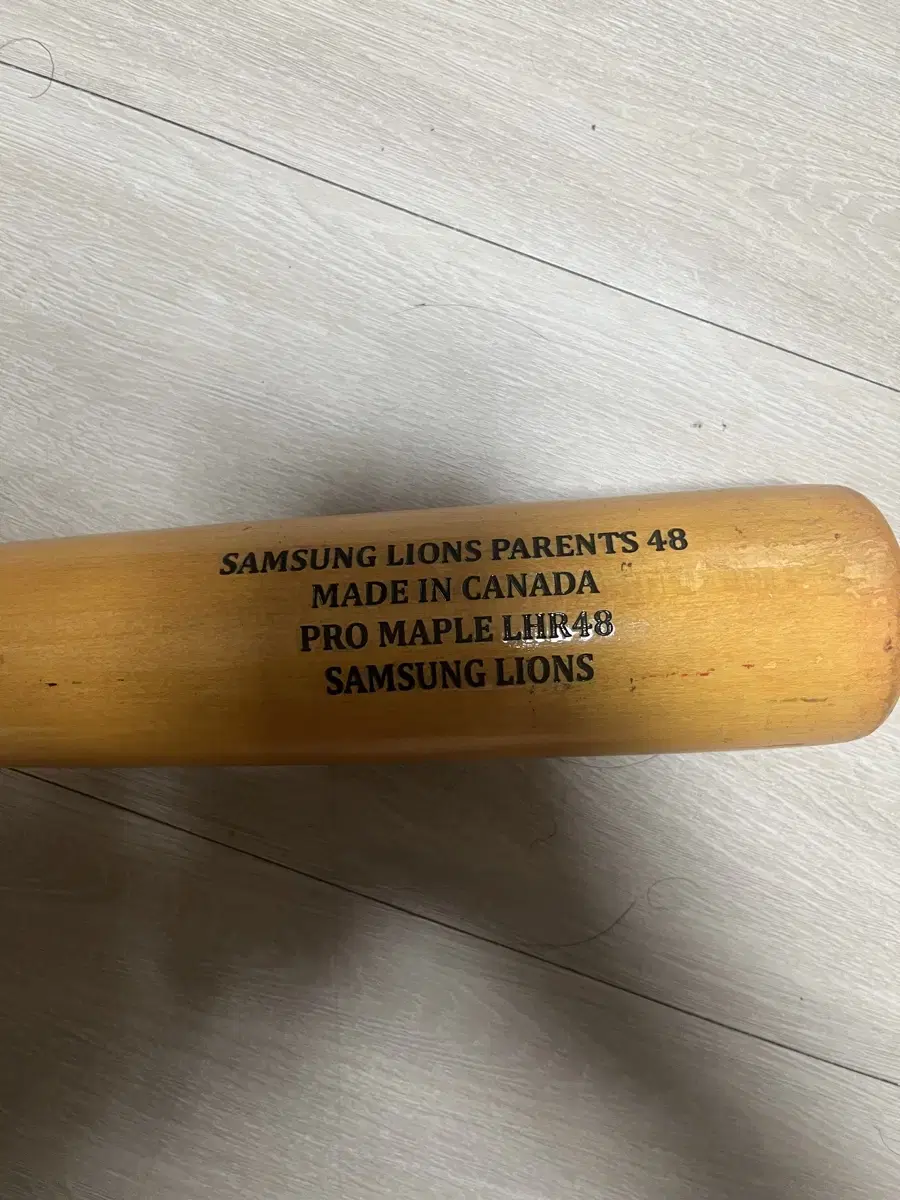 SAMSUNG LIONS PARENTS 48
MADE IN CANADA
PRO MAPLE LHR48
SAMSUNG LIONS